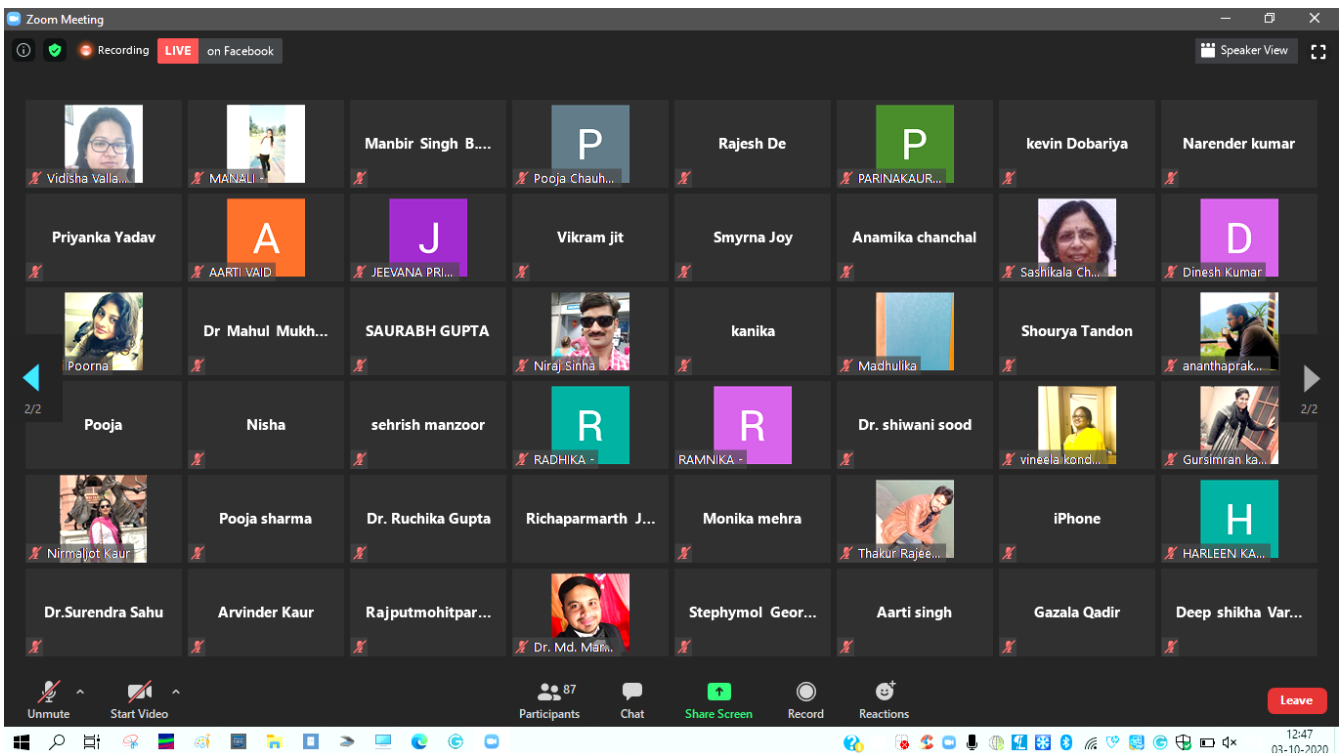 Zoom Meeting
Recording LIVE on Facebook
Speaker View
Vidisha Valla...
MANALI -
Manbir Singh B....
P
Pooja Chauh...
Rajesh De
P
PARINAKAUR...
kevin Dobariya
Narender kumar
Priyanka Yadav
A
AARTI VAID
J
JEEVANA PRI...
Vikram jit
Smyrna Joy
Anamika chanchal
Sashikala Ch...
D
Dinesh Kumar
Poorna
Dr Mahul Mukh...
SAURABH GUPTA
Niraj Sinha
kanika
Madhulika
Shourya Tandon
ananthaprak...
2/2
Pooja
Nisha
sehrish manzoor
R
RADHIKA -
R
RAMNIKA -
Dr. shiwani sood
vineela kond...
Gursimran ka...
2/2
Nirmaljot Kaur
Pooja sharma
Dr. Ruchika Gupta
Richaparmarth J...
Monika mehra
Thakur Rajee...
iPhone
H
HARLEEN KA...
Dr.Surendra Sahu
Arvinder Kaur
Rajputmohitpar...
Dr. Md. Mam...
Stephymol Geor...
Aarti singh
Gazala Qadir
Deep shikha Var...
Unmute
Start Video
87
Participants
Chat
Share Screen
Record
Reactions
Leave
12:47
03-10-2020